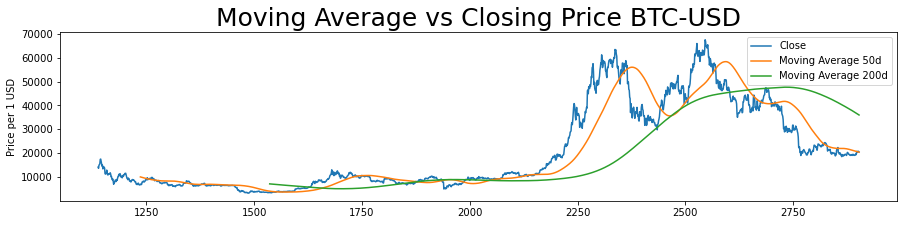 Moving Average vs Closing Price BTC-USD
Price per 1 USD
70000
60000
50000
40000
30000
20000
10000
Close
Moving Average 50d
Moving Average 200d
1250
1500
1750
2000
2250
2500
2750